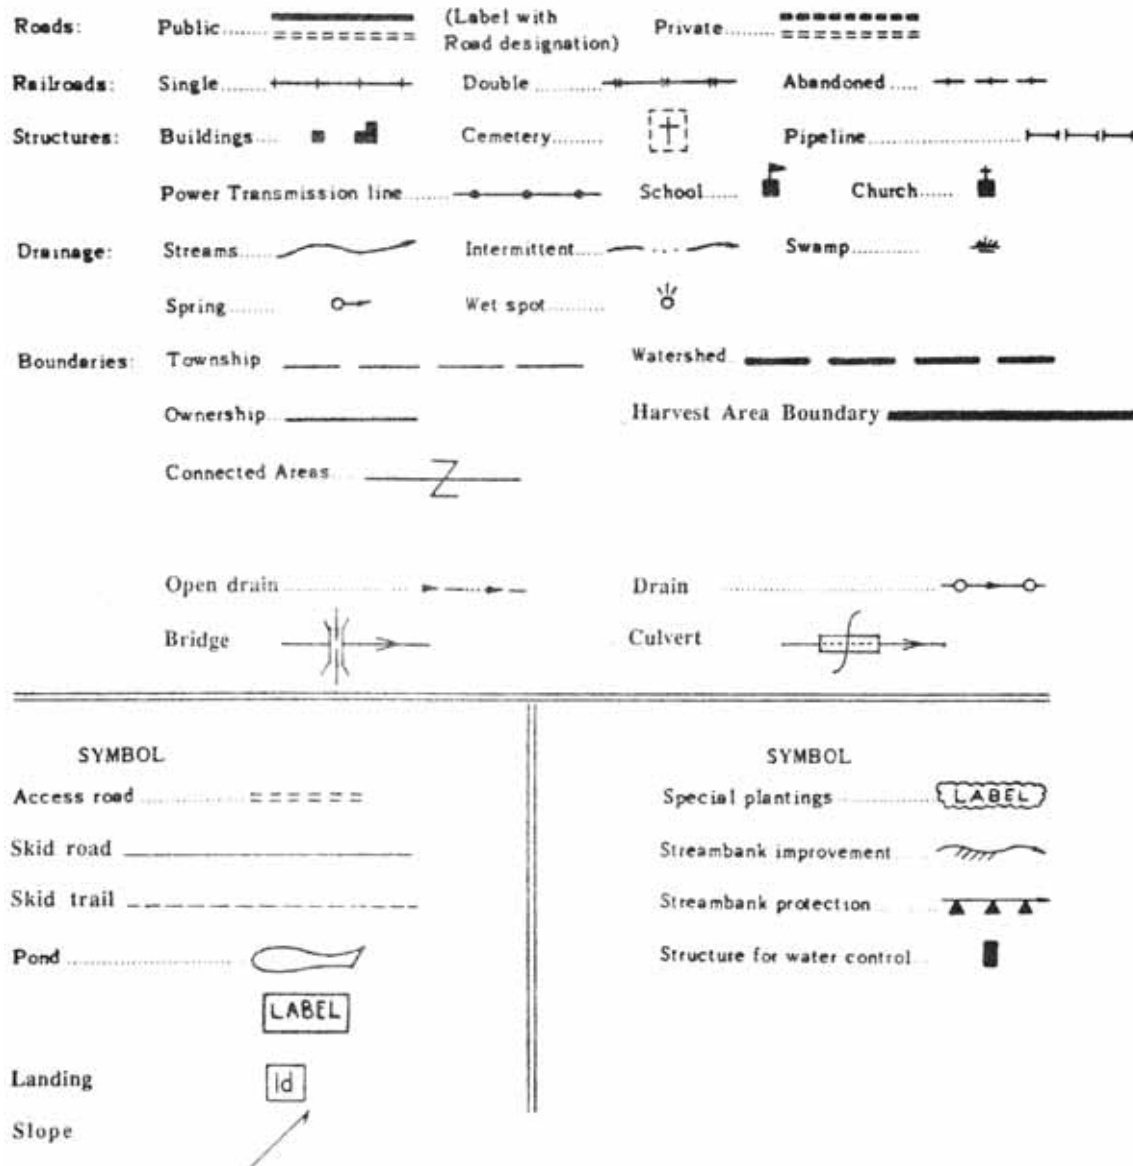 Roads: Public (Label with Road designation) Private
Railroads: Single Double Abandoned
Structures: Buildings Cemetery Pipeline
Power Transmission line School Church
Drainage: Streams Intermittent Swamp
Spring Wet spot
Boundaries: Township Watershed
Ownership Harvest Area Boundary
Connected Areas
Open drain Drain
Bridge Culvert
SYMBOL SYMBOL
Access road Special plantings LABEL
Skid road Streambank improvement
Skid trail Streambank protection
Pond Structure for water control
LABEL
Landing ld
Slope